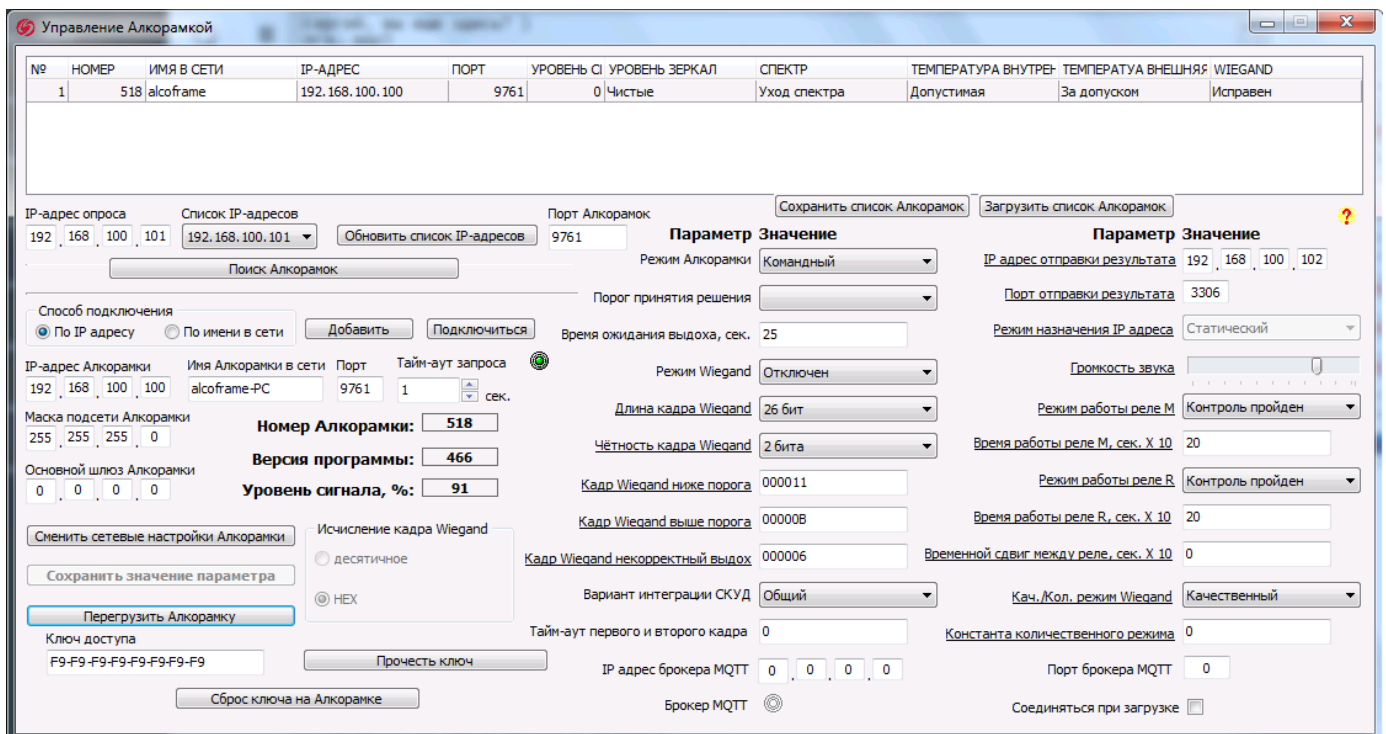 Управление Алкорамкой
№ НОМЕР ИМЯ В СЕТИ IP-АДРЕС ПОРТ УРОВЕНЬ СІ УРОВЕНЬ ЗЕРКАЛ СПЕКТР ТЕМПЕРАТУРА ВНУТРЕН ТЕМПЕРАТУА ВНЕШНЯЯ WIEGAND
1 518 alcoframe 192.168.100.100 9761 0 Чистые Уход спектра Допустимая За допуском Исправен
Сохранить список Алкорамок Загрузить список Алкорамок
IP-адрес опроса Список IP-адресов Порт Алкорамок ?
192 . 168 . 100 . 101 192.168.100.101 Обновить список IP-адресов 9761 Параметр Значение Параметр Значение
Поиск Алкорамок Режим Алкорамки Командный IP адрес отправки результата 192 . 168 . 100 . 102
Порог принятия решения Порт отправки результата 3306
Способ подключения
По IP адресу По имени в сети Добавить Подключиться Время ожидания выдоха, сек. 25 Режим назначения IP адреса Статический
IP-адрес Алкорамки Имя Алкорамки в сети Порт Тайм-аут запроса Режим Wiegand Отключен Громкость звука
192 . 168 . 100 . 100 alcoframe-PC 9761 1 сек.
Маска подсети Алкорамки Длина кадра Wiegand 26 бит Режим работы реле М Контроль пройден
255 . 255 . 255 . 0 Номер Алкорамки: 518
Чётность кадра Wiegand 2 бита Время работы реле М, сек. X 10 20
Версия программы: 466
Основной шлюз Алкорамки
0 . 0 . 0 . 0 Уровень сигнала, %: 91 Кадр Wiegand ниже порога 000011 Режим работы реле R Контроль пройден
Кадр Wiegand выше порога 00000B Время работы реле R, сек. X 10 20
Сменить сетевые настройки Алкорамки Исчисление кадра Wiegand
десятичное Кадр Wiegand некорректный выдох 000006 Временной сдвиг между реле, сек. X 10 0
Сохранить значение параметра
HEX Вариант интеграции СКУД Общий Кач./Кол. режим Wiegand Качественный
Перегрузить Алкорамку
Ключ доступа Тайм-аут первого и второго кадра 0 Константа количественного режима 0
F9-F9-F9-F9-F9-F9-F9-F9 Прочесть ключ IP адрес брокера MQTT 0 . 0 . 0 . 0 Порт брокера MQTT 0
Сброс ключа на Алкорамке Брокер MQTT Соединяться при загрузке